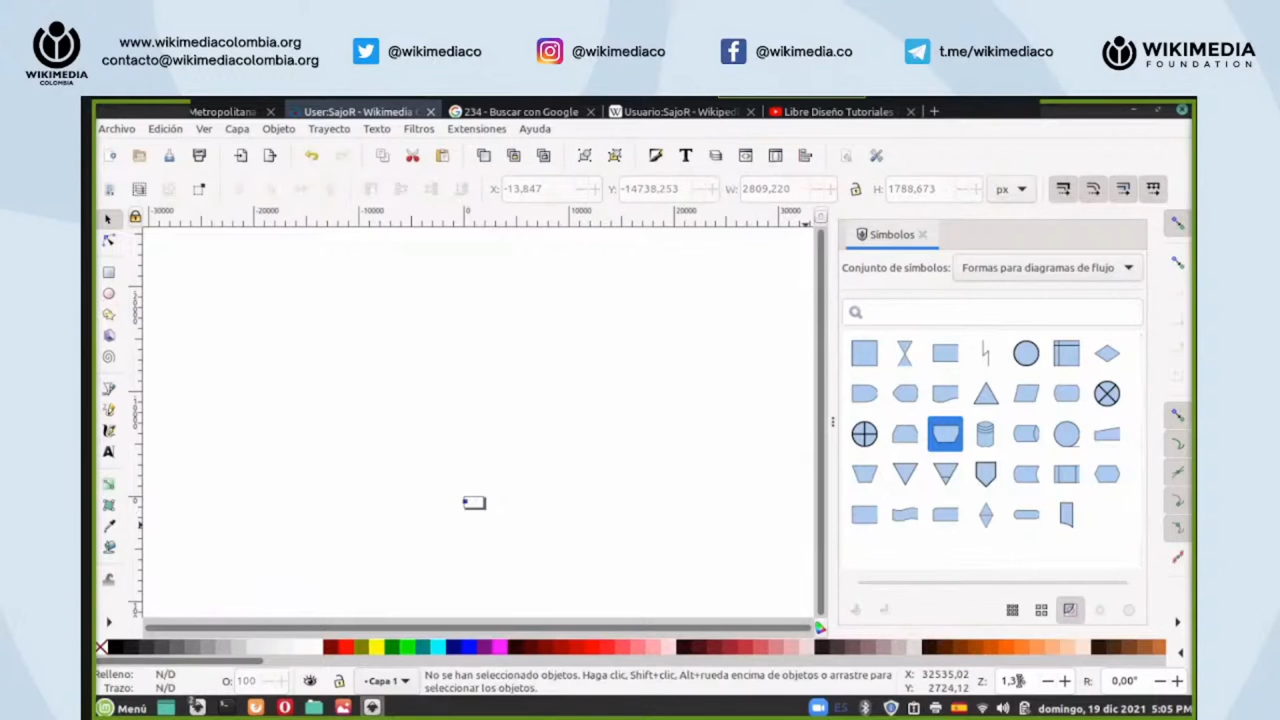 www.wikimediacolombia.org
contacto@wikimediacolombia.org
@wikimediaco
@wikimediaco
@wikimedia.co
t.me/wikimediaco
WIKIMEDIA
FOUNDATION
WIKIMEDIA
COLOMBIA
Metropolitana
User:SajoR - Wikimedia
234 - Buscar con Google
Usuario:SajoR - Wikiped
Libre Diseño Tutoriales
Archivo Edición Ver Capa Objeto Trayecto Texto Filtros Extensiones Ayuda
X: -13,847 Y: -14738,253 W: 2809,220 H: 1788,673 px
-30000 -20000 -10000 0 10000 20000 30000
Símbolos
Conjunto de símbolos: Formas para diagramas de flujo
Relleno: N/D
Trazo: N/D
O: 100
•Capa 1
No se han seleccionado objetos. Haga clic, Shift+clic, Alt+rueda encima de objetos o arrastre para
seleccionar los objetos.
X: 32535,02
Y: 2724,12
Z:
R: 0,00°
Menú
ES
domingo, 19 dic 2021 5:05 PM